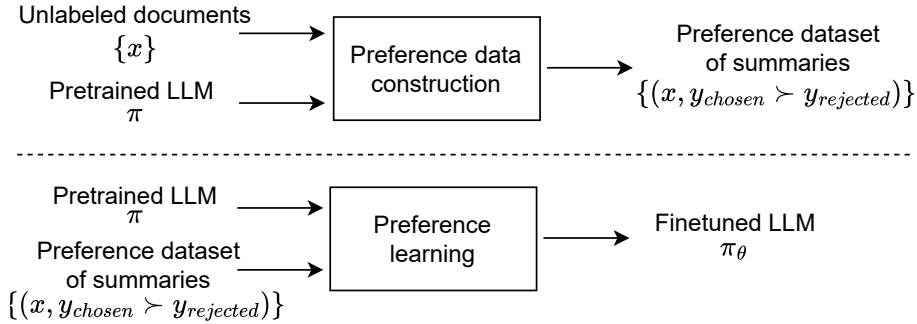 Unlabeled documents
{x}
Pretrained LLM
π
Preference data
construction
Preference dataset
of summaries
{(x, y_chosen ≻ y_rejected)}
Pretrained LLM
π
Preference dataset
of summaries
{(x, y_chosen ≻ y_rejected)}
Preference
learning
Finetuned LLM
π_θ